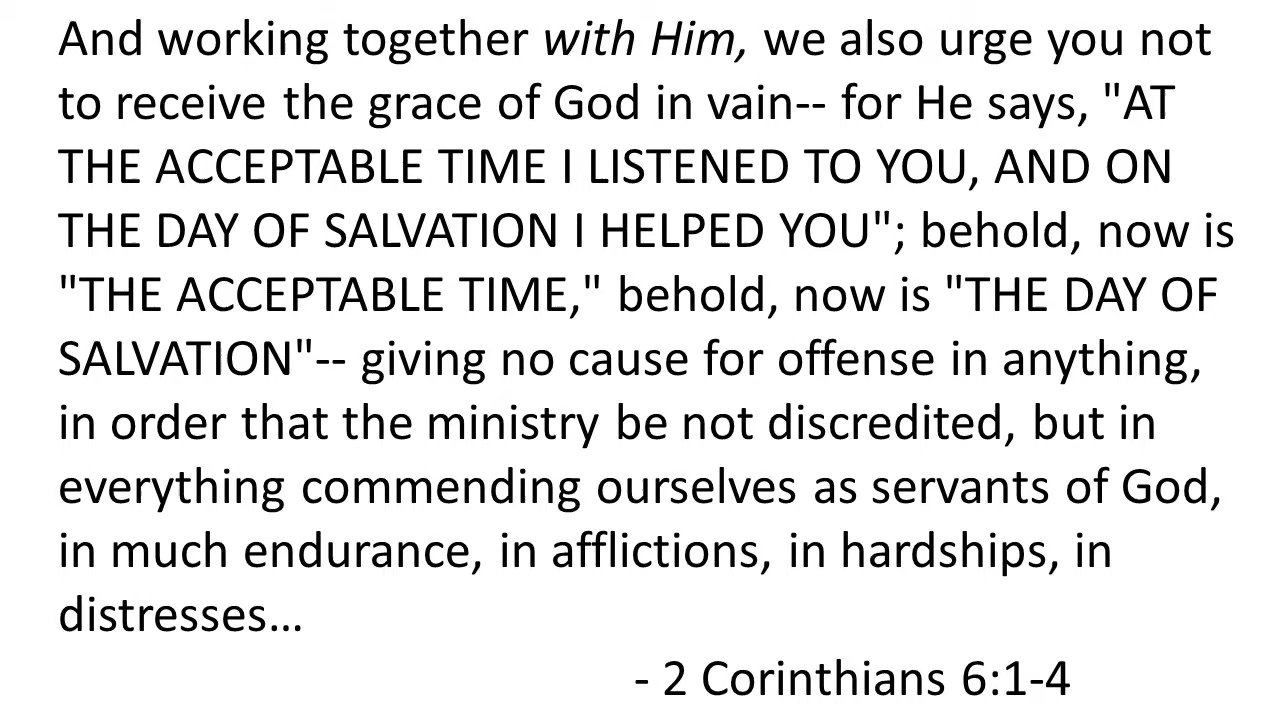 And working together with Him, we also urge you not
to receive the grace of God in vain-- for He says, "AT
THE ACCEPTABLE TIME I LISTENED TO YOU, AND ON
THE DAY OF SALVATION I HELPED YOU"; behold, now is
"THE ACCEPTABLE TIME," behold, now is "THE DAY OF
SALVATION"-- giving no cause for offense in anything,
in order that the ministry be not discredited, but in
everything commending ourselves as servants of God,
in much endurance, in afflictions, in hardships, in
distresses…
- 2 Corinthians 6:1-4